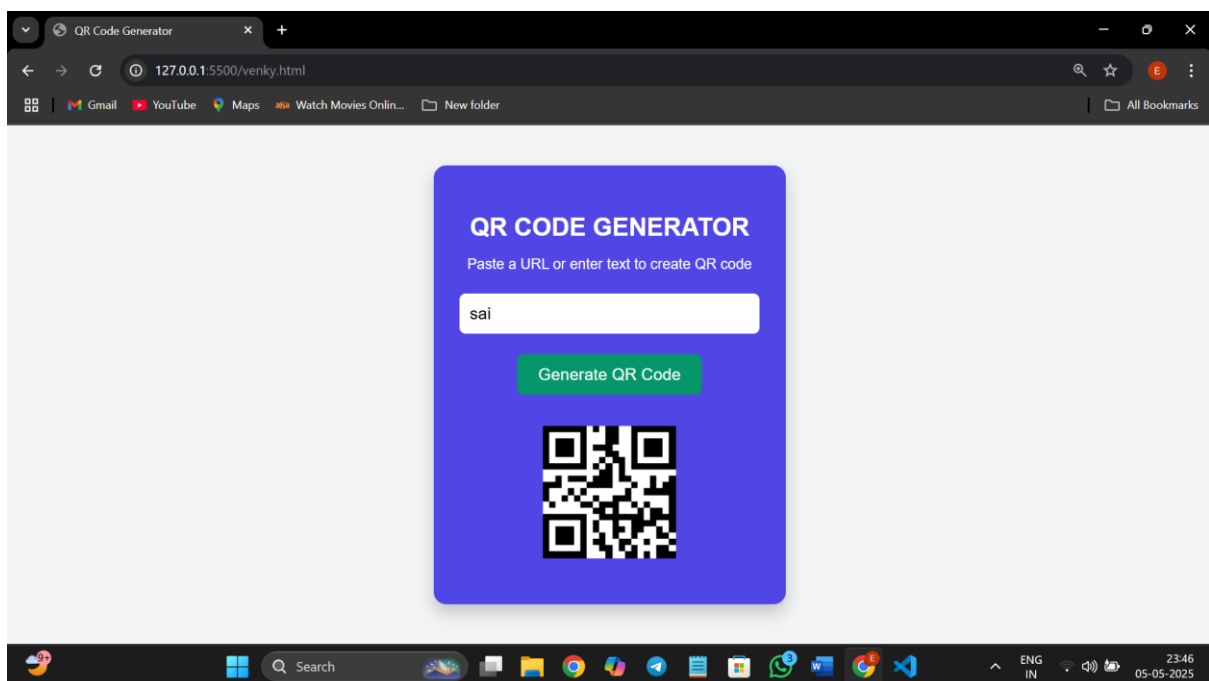 QR Code Generator
127.0.0.1:5500/venky.html
E
Gmail
YouTube
Maps
Watch Movies Onlin...
New folder
All Bookmarks
QR CODE GENERATOR
Paste a URL or enter text to create QR code
sai
Generate QR Code
9+
Search
3
E
ENG
IN
23:46
05-05-2025